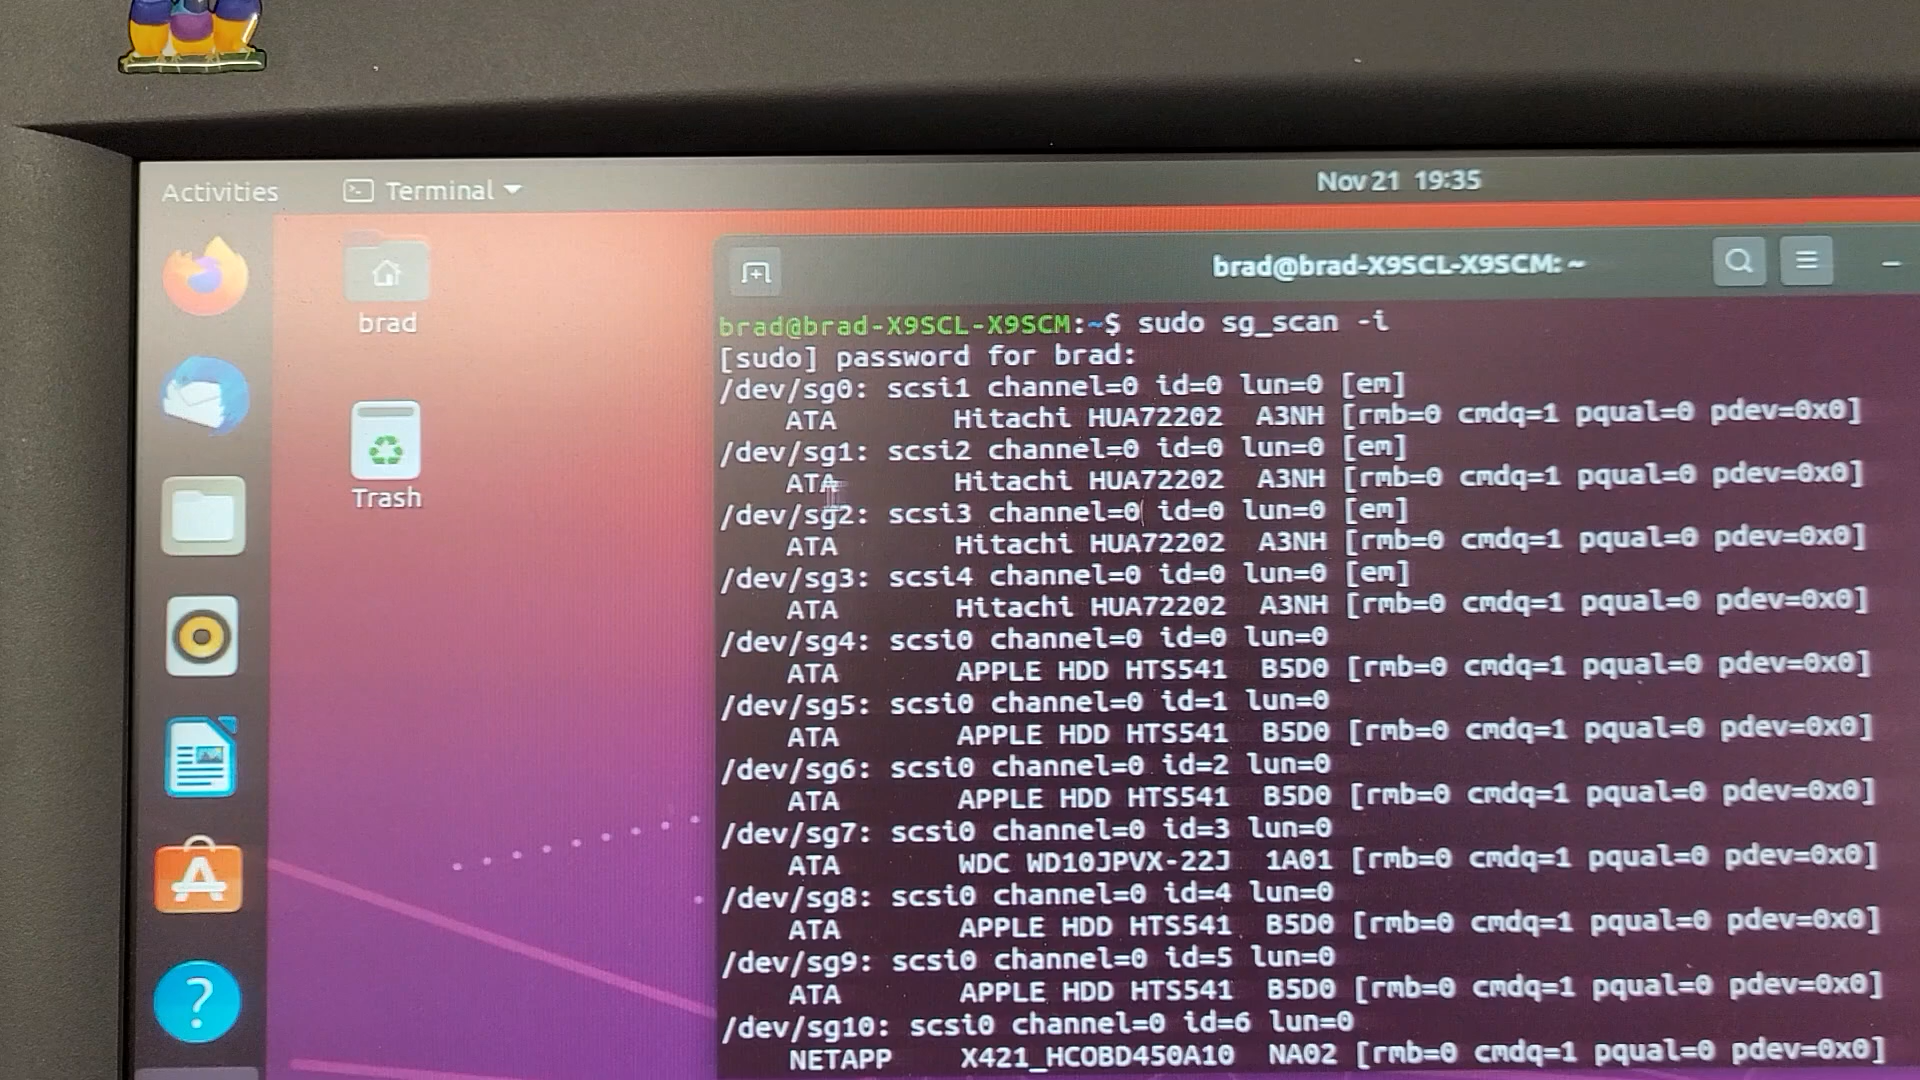 Activities
Terminal
Nov 21 19:35
brad
Trash
brad@brad-X9SCL-X9SCM: ~
brad@brad-X9SCL-X9SCM:~$ sudo sg_scan -i
[sudo] password for brad:
/dev/sg0: scsi1 channel=0 id=0 lun=0 [em]
ATA Hitachi HUA72202 A3NH [rmb=0 cmdq=1 pqual=0 pdev=0x0]
/dev/sg1: scsi2 channel=0 id=0 lun=0 [em]
ATA Hitachi HUA72202 A3NH [rmb=0 cmdq=1 pqual=0 pdev=0x0]
/dev/sg2: scsi3 channel=0 id=0 lun=0 [em]
ATA Hitachi HUA72202 A3NH [rmb=0 cmdq=1 pqual=0 pdev=0x0]
/dev/sg3: scsi4 channel=0 id=0 lun=0 [em]
ATA Hitachi HUA72202 A3NH [rmb=0 cmdq=1 pqual=0 pdev=0x0]
/dev/sg4: scsi0 channel=0 id=0 lun=0
ATA APPLE HDD HTS541 B5D0 [rmb=0 cmdq=1 pqual=0 pdev=0x0]
/dev/sg5: scsi0 channel=0 id=1 lun=0
ATA APPLE HDD HTS541 B5D0 [rmb=0 cmdq=1 pqual=0 pdev=0x0]
/dev/sg6: scsi0 channel=0 id=2 lun=0
ATA APPLE HDD HTS541 B5D0 [rmb=0 cmdq=1 pqual=0 pdev=0x0]
/dev/sg7: scsi0 channel=0 id=3 lun=0
ATA WDC WD10JPVX-22J 1A01 [rmb=0 cmdq=1 pqual=0 pdev=0x0]
/dev/sg8: scsi0 channel=0 id=4 lun=0
ATA APPLE HDD HTS541 B5D0 [rmb=0 cmdq=1 pqual=0 pdev=0x0]
/dev/sg9: scsi0 channel=0 id=5 lun=0
ATA APPLE HDD HTS541 B5D0 [rmb=0 cmdq=1 pqual=0 pdev=0x0]
/dev/sg10: scsi0 channel=0 id=6 lun=0
NETAPP X421_HCOBD450A10 NA02 [rmb=0 cmdq=1 pqual=0 pdev=0x0]